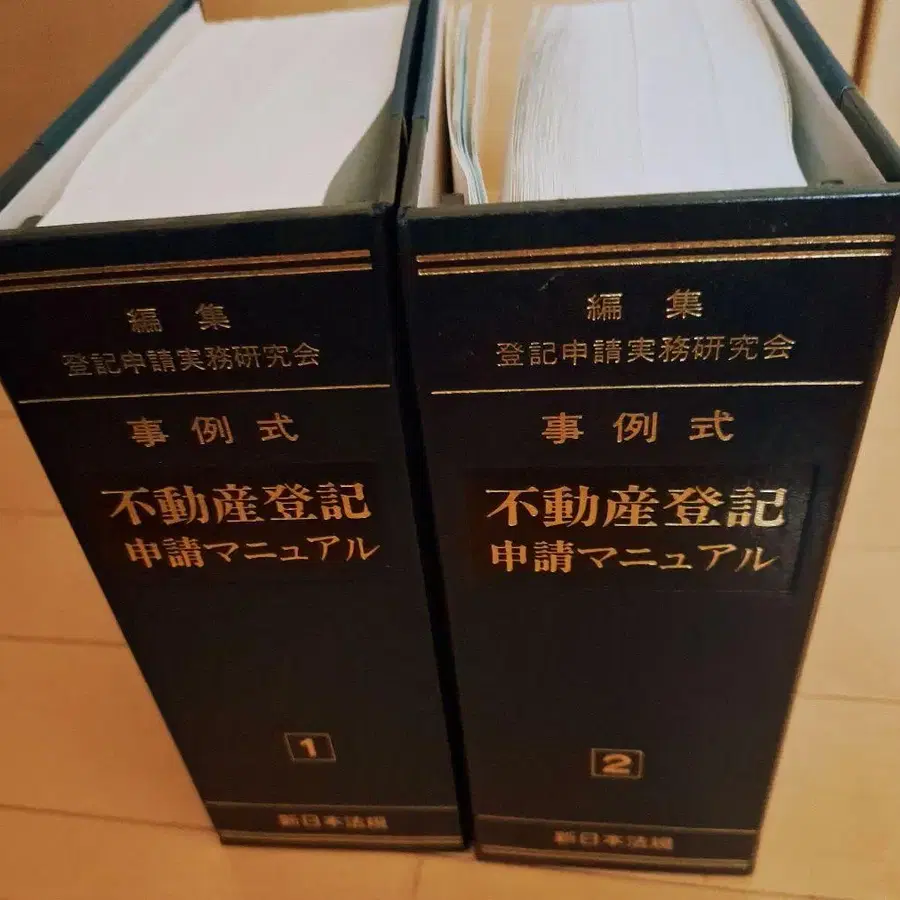 編集
登記申請実務研究会
事例式
不動産登記
申請マニュアル
1
新日本法規
編集
登記申請実務研究会
事例式
不動産登記
申請マニュアル
2
新日本法規